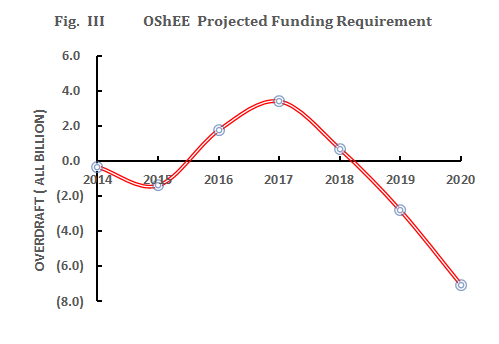 Fig. III OShEE Projected Funding Requirement
6.0
4.0
2.0
0.0
(2.0)
(4.0)
(6.0)
(8.0)
OVERDRAFT ( ALL BILLION)
2014 2015 2016 2017 2018 2019 2020